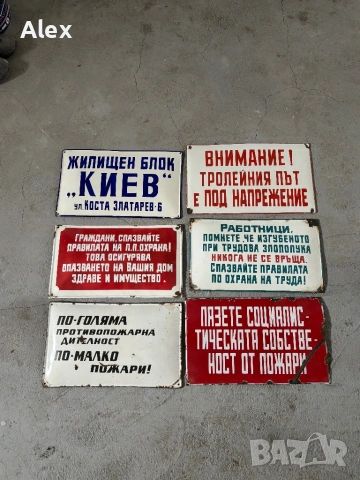 Alex
ЖИЛИЩЕН БЛОК
„КИЕВ“
ул. КОСТА ЗЛАТАРЕВ-6
ВНИМАНИЕ!
ТРОЛЕЙНИЯ ПЪТ
Е ПОД НАПРЕЖЕНИЕ
ГРАЖДАНИ, СПАЗВАЙТЕ
ПРАВИЛАТА НА П.П. ОХРАНА!
ТОВА ОСИГУРЯВА
ОПАЗВАНЕТО НА ВАШИЯ ДОМ
ЗДРАВЕ И ИМУЩЕСТВО.
РАБОТНИЦИ,
ПОМНЕТЕ, ЧЕ ИЗГУБЕНОТО
ПРИ ТРУДОВА ЗЛОПОЛУКА
НИКОГА НЕ СЕ ВРЪЩА.
СПАЗВАЙТЕ ПРАВИЛАТА
ПО ОХРАНА НА ТРУДА!
ПО-ГОЛЯМА
ПРОТИВОПОЖАРНА
ДИТЕЛНОСТ
ПО-МАЛКО
ПОЖАРИ!
ПАЗЕТЕ СОЦИАЛИС-
ТИЧЕСКАТА СОБСТВЕ-
НОСТ ОТ ПОЖАРИ
BAZAR